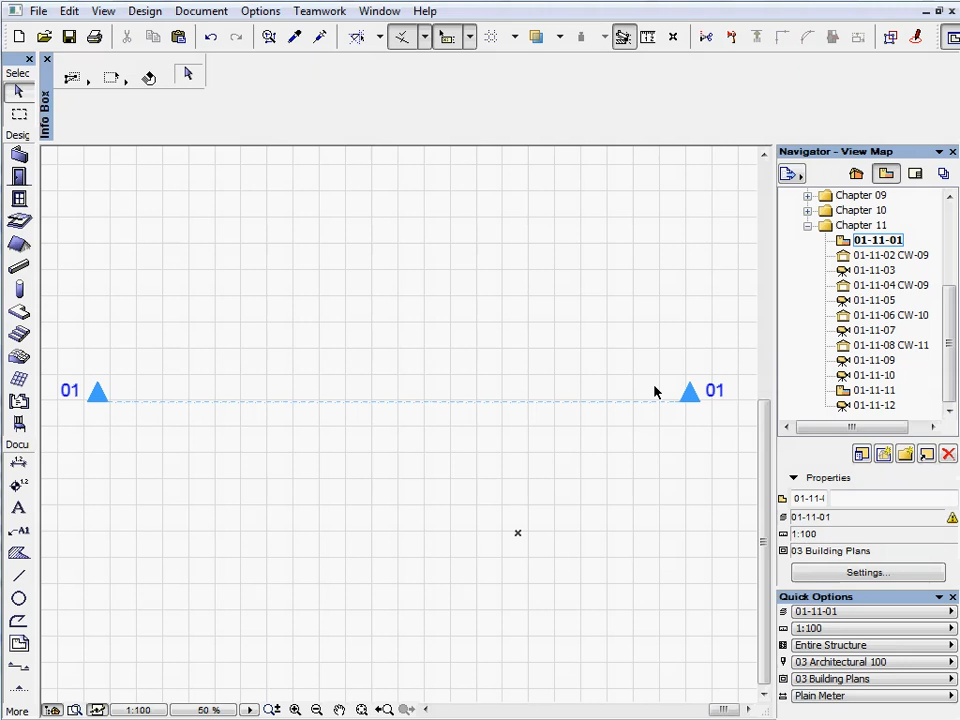 File Edit View Design Document Options Teamwork Window Help
Selec
Info Box
Desig
Docu
More
01
01
Navigator - View Map
Chapter 09
Chapter 10
Chapter 11
01-11-01
01-11-02 CW-09
01-11-03
01-11-04 CW-09
01-11-05
01-11-06 CW-10
01-11-07
01-11-08 CW-11
01-11-09
01-11-10
01-11-11
01-11-12
Properties
01-11-(
01-11-01
1:100
03 Building Plans
Settings...
Quick Options
01-11-01
1:100
Entire Structure
03 Architectural 100
03 Building Plans
Plain Meter
1:100
50 %